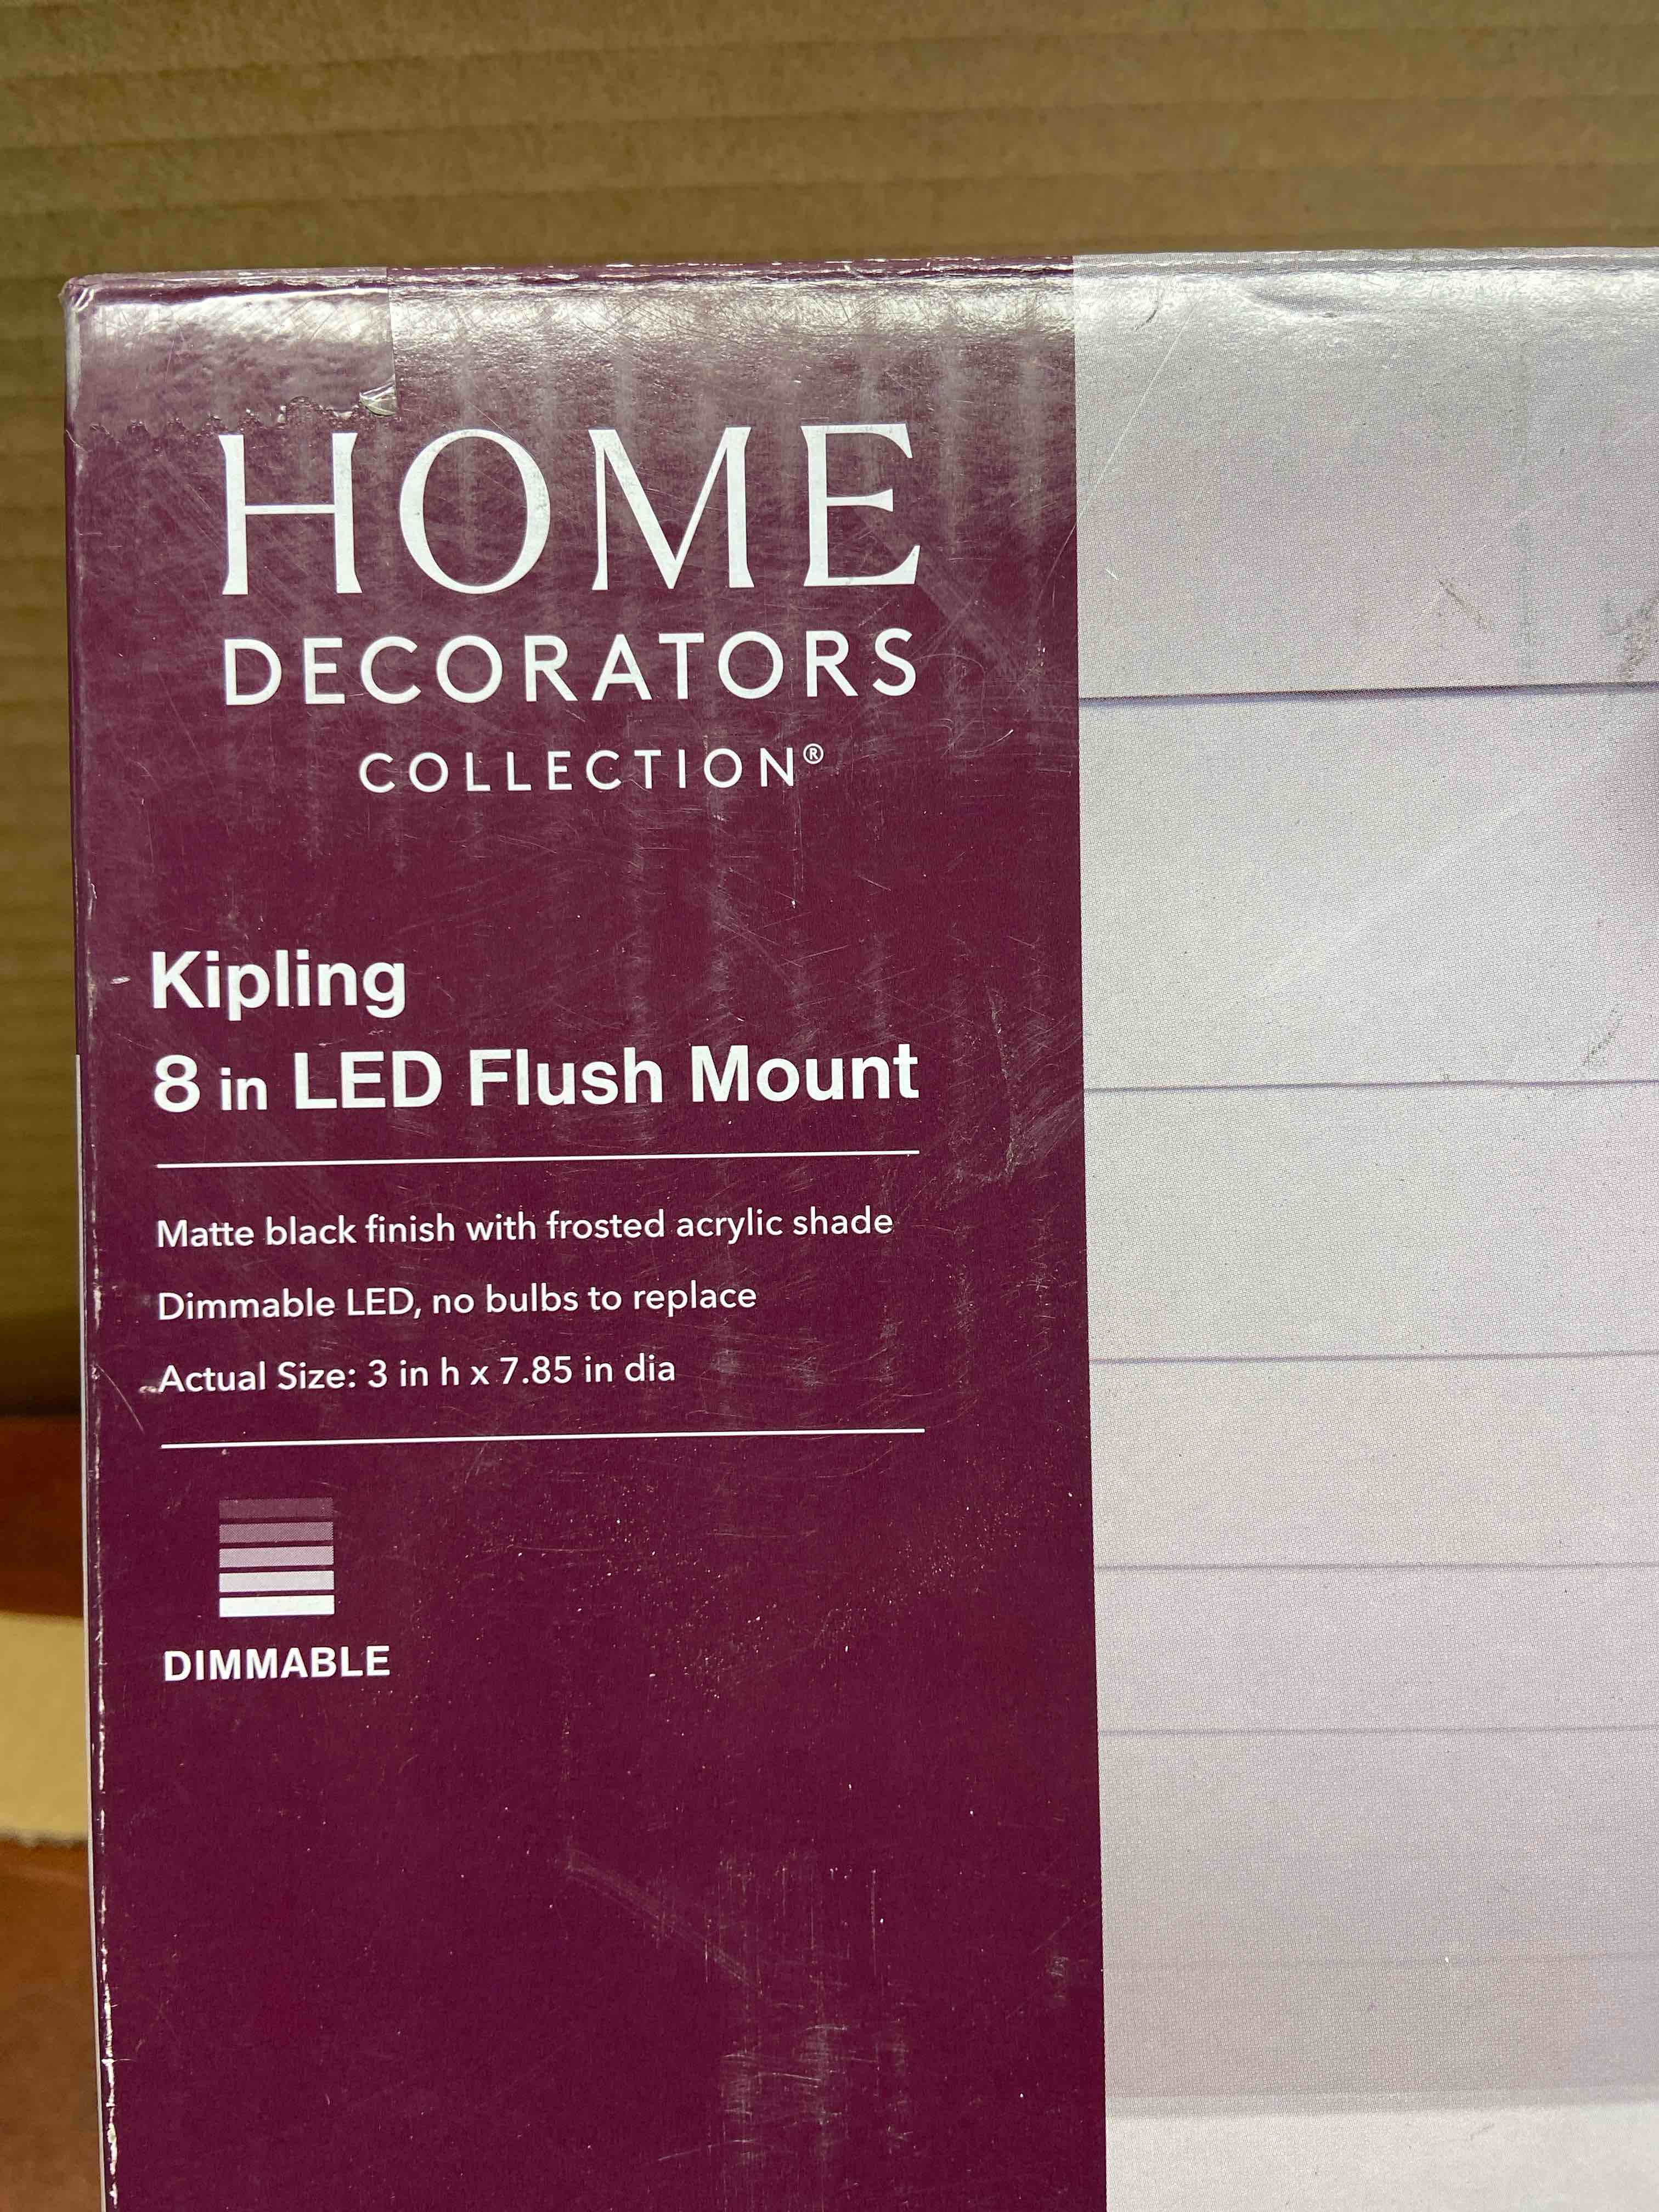 HOME
DECORATORS
COLLECTION®
Kipling
8 in LED Flush Mount
Matte black finish with frosted acrylic shade
Dimmable LED, no bulbs to replace
Actual Size: 3 in h x 7.85 in dia
DIMMABLE